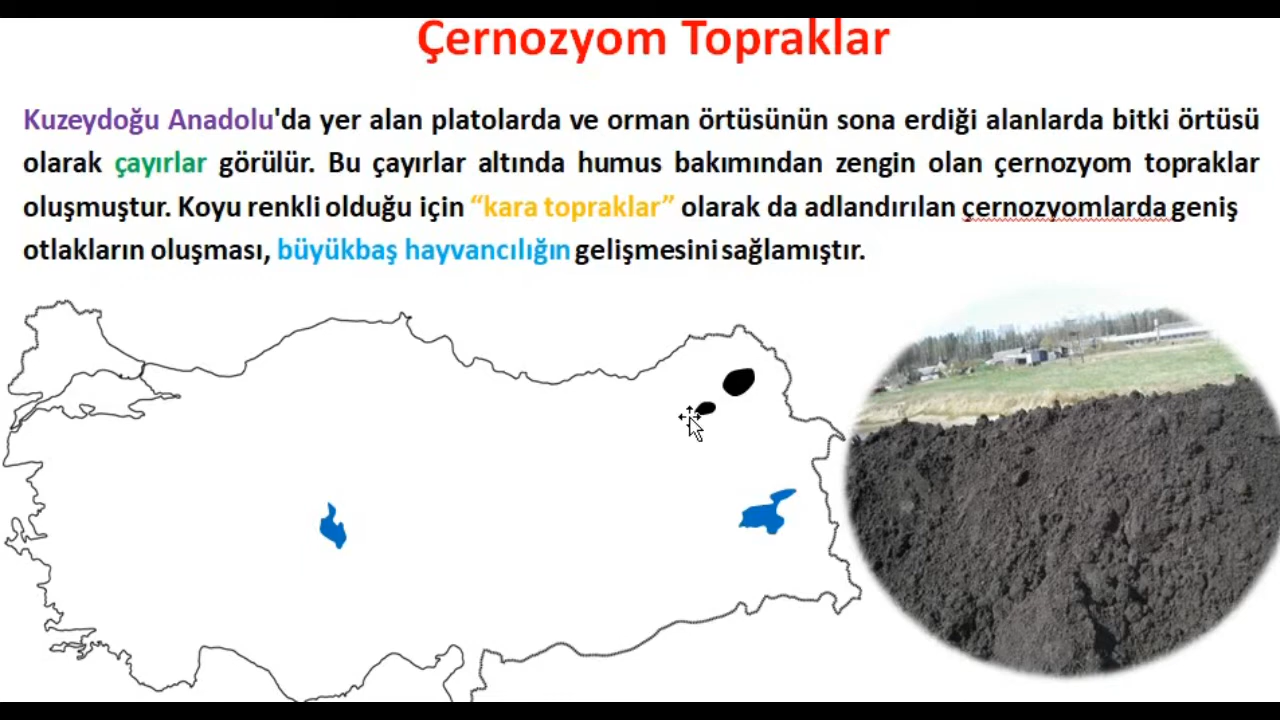 Çernozyom Topraklar
Kuzeydoğu Anadolu'da yer alan platolarda ve orman örtüsünün sona erdiği alanlarda bitki örtüsü
olarak çayırlar görülür. Bu çayırlar altında humus bakımından zengin olan çernozyom topraklar
oluşmuştur. Koyu renkli olduğu için “kara topraklar” olarak da adlandırılan çernozyomlarda geniş
otlakların oluşması, büyükbaş hayvancılığın gelişmesini sağlamıştır.